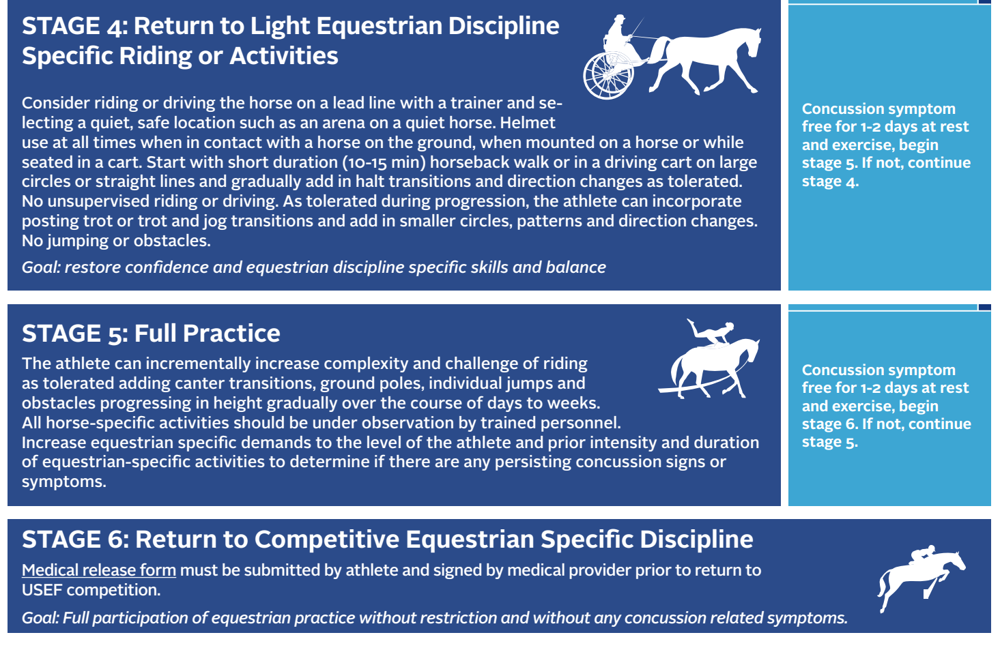 STAGE 4: Return to Light Equestrian Discipline
Specific Riding or Activities
Consider riding or driving the horse on a lead line with a trainer and se-
lecting a quiet, safe location such as an arena on a quiet horse. Helmet
use at all times when in contact with a horse on the ground, when mounted on a horse or while
seated in a cart. Start with short duration (10-15 min) horseback walk or in a driving cart on large
circles or straight lines and gradually add in halt transitions and direction changes as tolerated.
No unsupervised riding or driving. As tolerated during progression, the athlete can incorporate
posting trot or trot and jog transitions and add in smaller circles, patterns and direction changes.
No jumping or obstacles.
Goal: restore confidence and equestrian discipline specific skills and balance
Concussion symptom
free for 1-2 days at rest
and exercise, begin
stage 5. If not, continue
stage 4.
STAGE 5: Full Practice
The athlete can incrementally increase complexity and challenge of riding
as tolerated adding canter transitions, ground poles, individual jumps and
obstacles progressing in height gradually over the course of days to weeks.
All horse-specific activities should be under observation by trained personnel.
Increase equestrian specific demands to the level of the athlete and prior intensity and duration
of equestrian-specific activities to determine if there are any persisting concussion signs or
symptoms.
Concussion symptom
free for 1-2 days at rest
and exercise, begin
stage 6. If not, continue
stage 5.
STAGE 6: Return to Competitive Equestrian Specific Discipline
Medical release form must be submitted by athlete and signed by medical provider prior to return to
USEF competition.
Goal: Full participation of equestrian practice without restriction and without any concussion related symptoms.